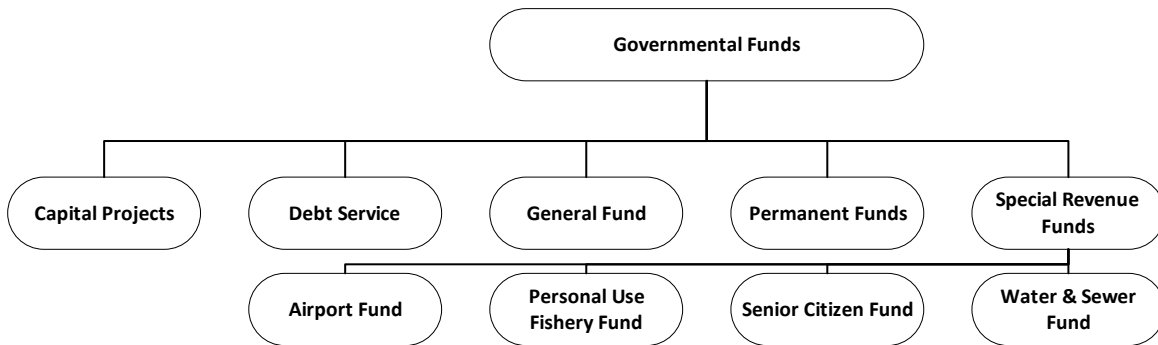 Governmental Funds
Capital Projects
Debt Service
General Fund
Permanent Funds
Special Revenue
Funds
Airport Fund
Personal Use
Fishery Fund
Senior Citizen Fund
Water & Sewer
Fund